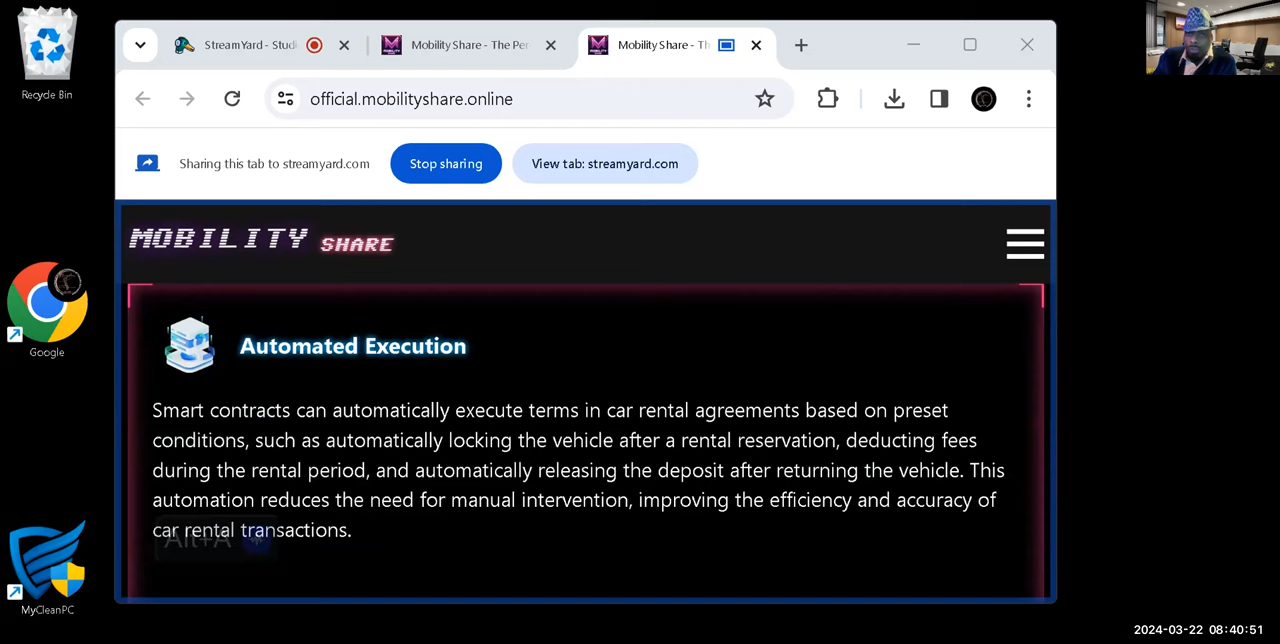 StreamYard - Studi
Mobility Share - The Per
Mobility Share - Th
official.mobilityshare.online
Sharing this tab to streamyard.com
Stop sharing
View tab: streamyard.com
MOBILITY SHARE
Automated Execution
Smart contracts can automatically execute terms in car rental agreements based on preset
conditions, such as automatically locking the vehicle after a rental reservation, deducting fees
during the rental period, and automatically releasing the deposit after returning the vehicle. This
automation reduces the need for manual intervention, improving the efficiency and accuracy of
car rental transactions.
Alt+A
Recycle Bin
Google
MyCleanPC
2024-03-22 08:40:51